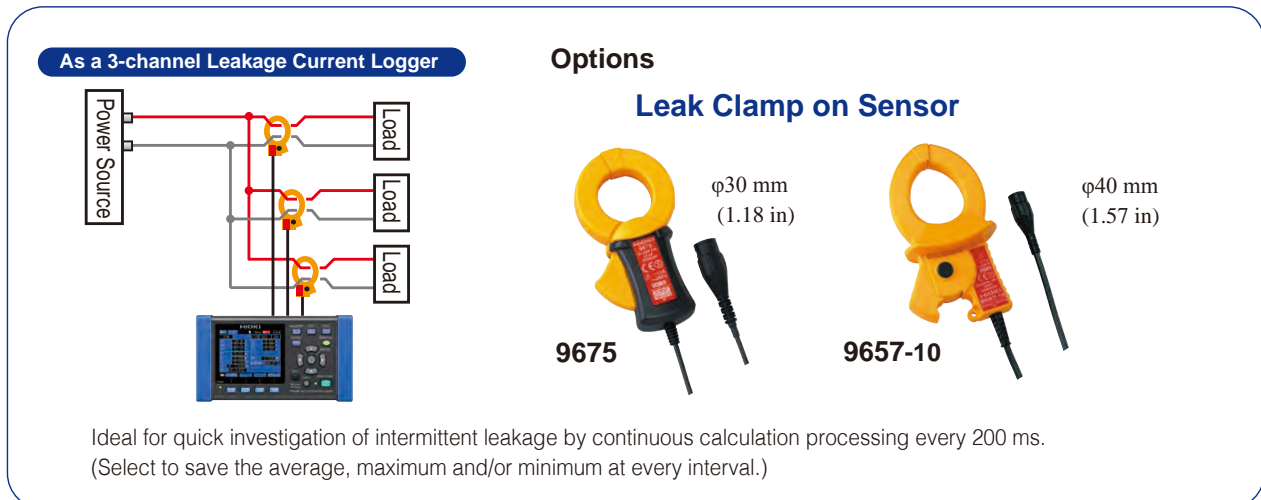 As a 3-channel Leakage Current Logger
Options
Leak Clamp on Sensor
Power Source
Load
Load
Load
HIOKI
φ30 mm
(1.18 in)
9675
φ40 mm
(1.57 in)
9657-10
Ideal for quick investigation of intermittent leakage by continuous calculation processing every 200 ms.
(Select to save the average, maximum and/or minimum at every interval.)